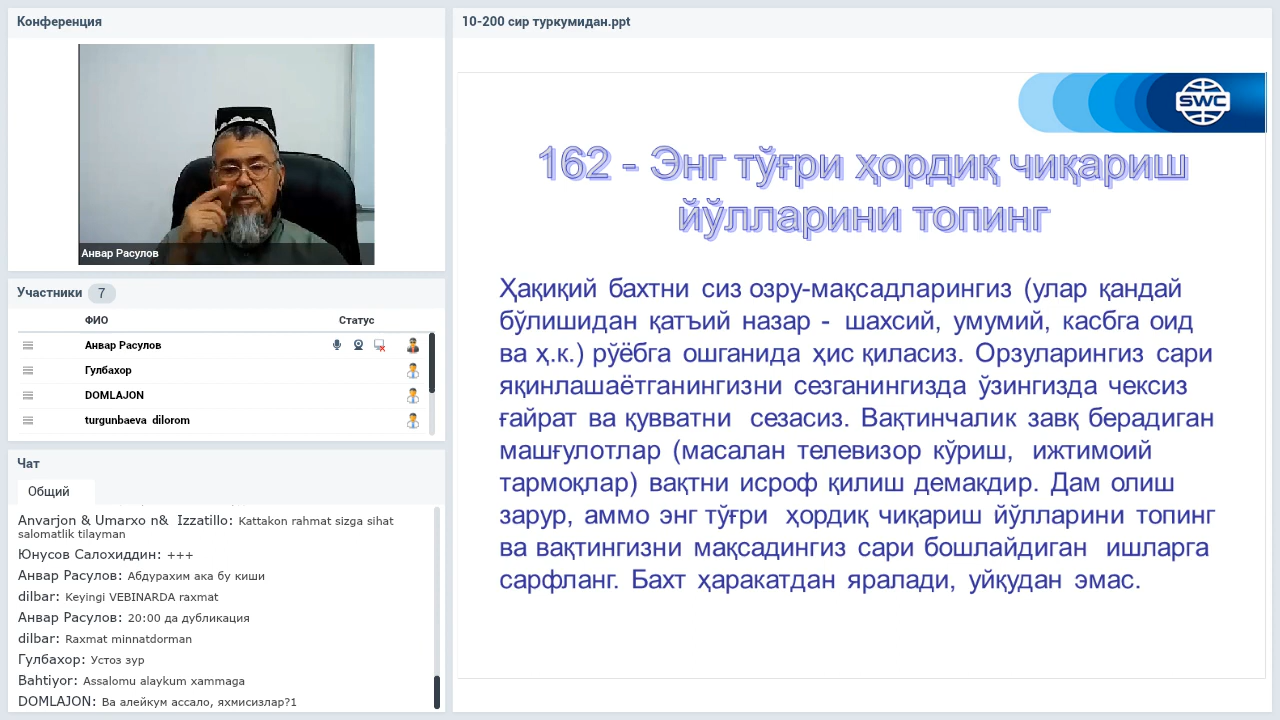 Конференция
Анвар Расулов
Участники 7
ФИО Статус
Анвар Расулов
Гулбахор
DOMLAJON
turgunbaeva dilorom
Чат
Общий
Anvarjon & Umarxo n& Izzatillo: Kattakon rahmat sizga sihat
salomatlik tilayman
Юнусов Салохиддин: +++
Анвар Расулов: Абдурахим ака бу киши
dilbar: Keyingi VEBINARDA raxmat
Анвар Расулов: 20:00 да дубликация
dilbar: Raxmat minnatdorman
Гулбахор: Устоз зур
Bahtiyor: Assalomu alaykum xammaga
DOMLAJON: Ва алейкум ассало, яхмисизлар?1
10-200 сир туркумидан.ppt
SWC
162 - Энг тўғри ҳордиқ чиқариш
йўлларини топинг
Ҳақиқий бахтни сиз озру-мақсадларингиз (улар қандай
бўлишидан қатъий назар - шахсий, умумий, касбга оид
ва ҳ.к.) рўёбга ошганида ҳис қиласиз. Орзуларингиз сари
яқинлашаётганингизни сезганингизда ўзингизда чексиз
ғайрат ва қувватни сезасиз. Вақтинчалик завқ берадиган
машғулотлар (масалан телевизор кўриш, ижтимоий
тармоқлар) вақтни исроф қилиш демакдир. Дам олиш
зарур, аммо энг тўғри ҳордиқ чиқариш йўлларини топинг
ва вақтингизни мақсадингиз сари бошлайдиган ишларга
сарфланг. Бахт ҳаракатдан яралади, уйқудан эмас.